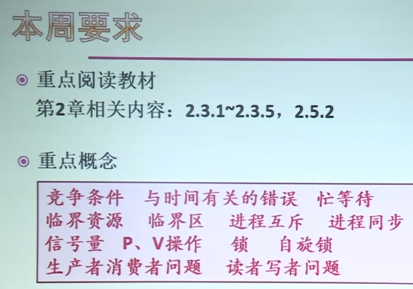 本周要求
重点阅读教材
第2章相关内容：2.3.1~2.3.5，2.5.2
重点概念
竞争条件 与时间有关的错误 忙等待
临界资源 临界区 进程互斥 进程同步
信号量 P、V操作 锁 自旋锁
生产者消费者问题 读者写者问题